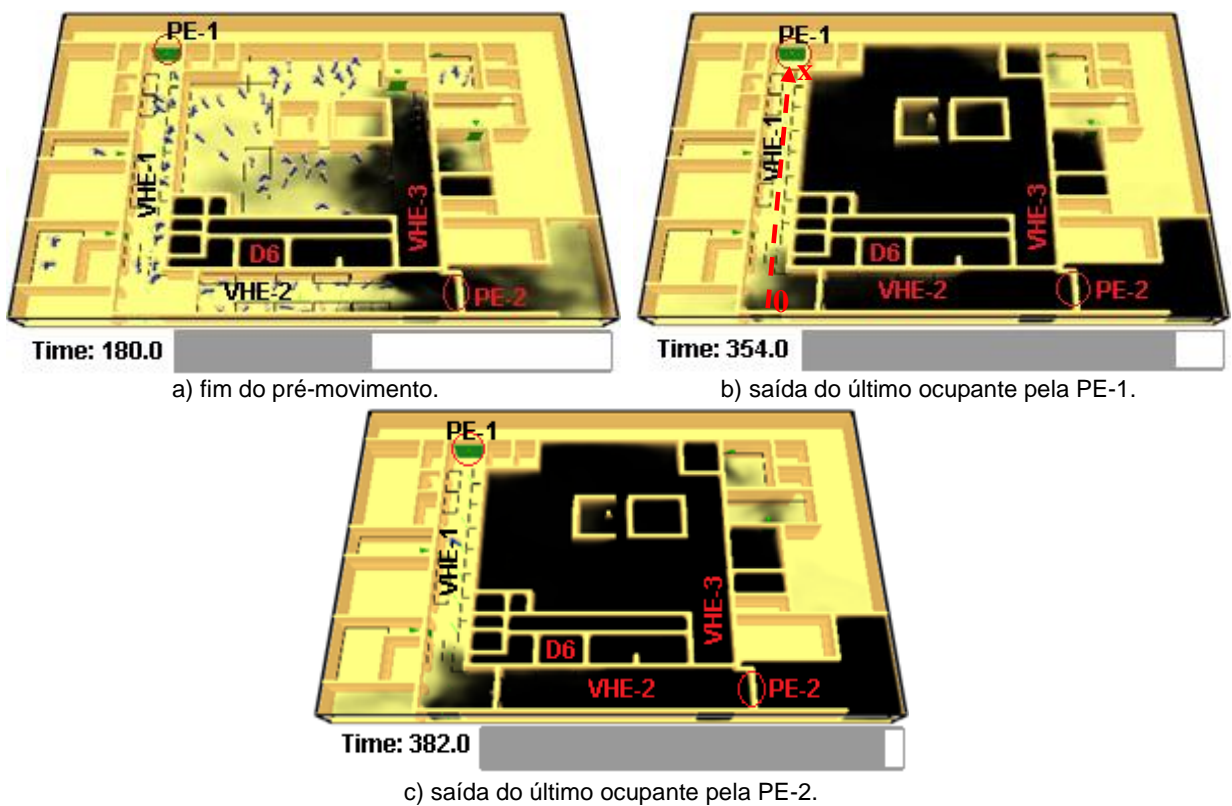 PE-1
VHE-1
VHE-3
D6
VHE-2
PE-2
Time: 180.0
a) fim do pré-movimento.
PE-1
x
VHE-1
VHE-3
D6
VHE-2
0
PE-2
Time: 354.0
b) saída do último ocupante pela PE-1.
PE-1
VHE-1
VHE-3
D6
VHE-2
PE-2
Time: 382.0
c) saída do último ocupante pela PE-2.